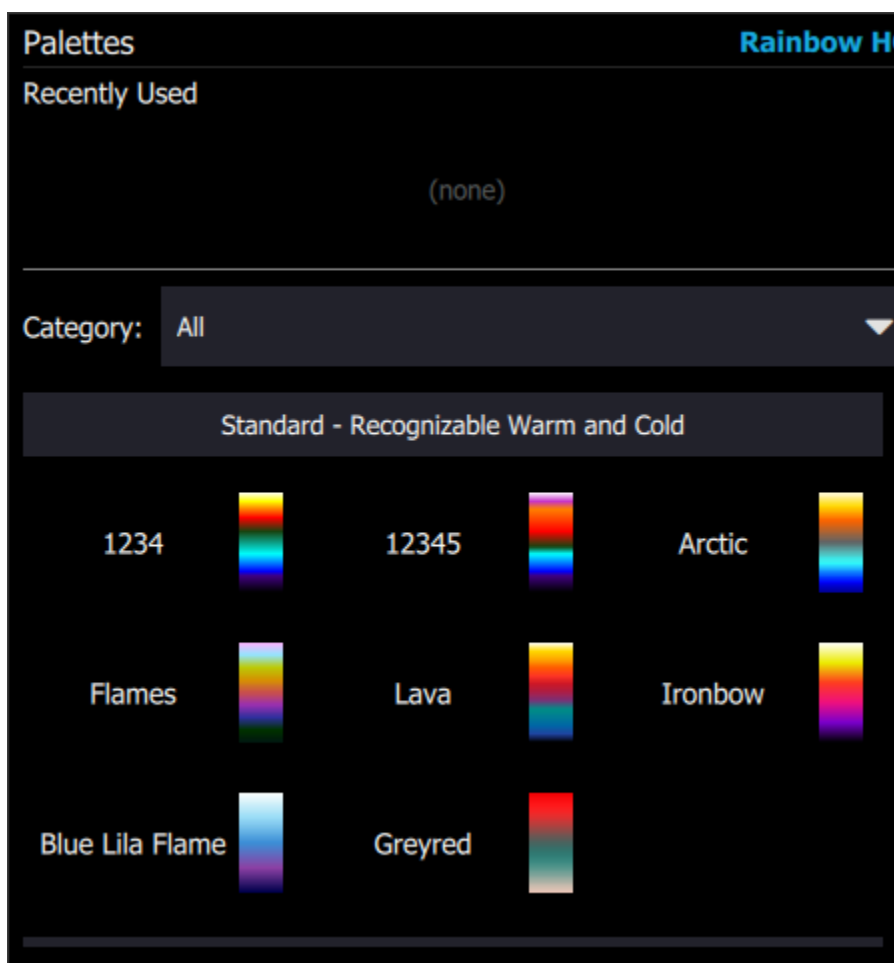 Palettes Rainbow
Recently Used
(none)
Category: All
Standard - Recognizable Warm and Cold
1234 12345 Arctic
Flames Lava Ironbow
Blue Lila Flame Greyred